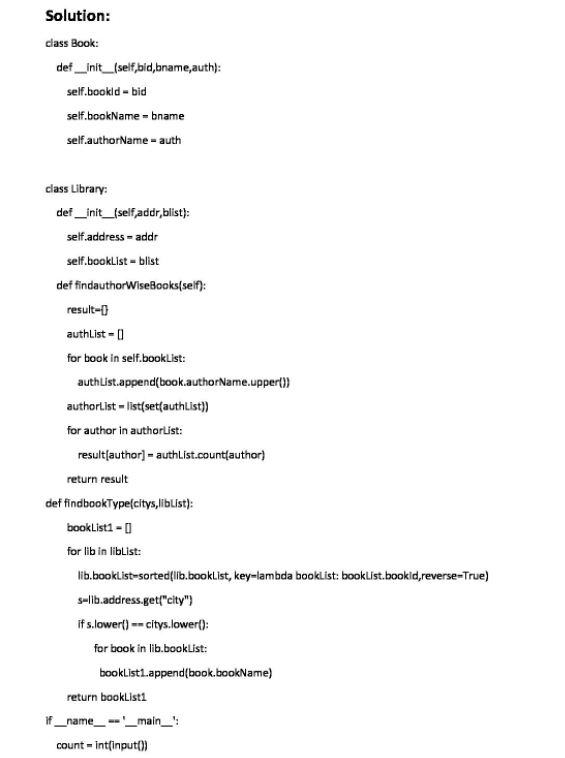 Solution:
class Book:
def __init__(self,bid,bname,auth):
self.bookId = bid
self.bookName = bname
self.authorName = auth
class Library:
def __init__(self,addr,blist):
self.address = addr
self.bookList = blist
def findauthorWiseBooks(self):
result={}
authList = []
for book in self.bookList:
authList.append(book.authorName.upper())
authorList = list(set(authList))
for author in authorList:
result[author] = authList.count(author)
return result
def findbookType(citys,libList):
bookList1 = []
for lib in libList:
lib.bookList=sorted(lib.bookList, key=lambda bookList: bookList.bookId,reverse=True)
s=lib.address.get("city")
if s.lower() == citys.lower():
for book in lib.bookList:
bookList1.append(book.bookName)
return bookList1
if __name__ == '__main__':
count = int(input())